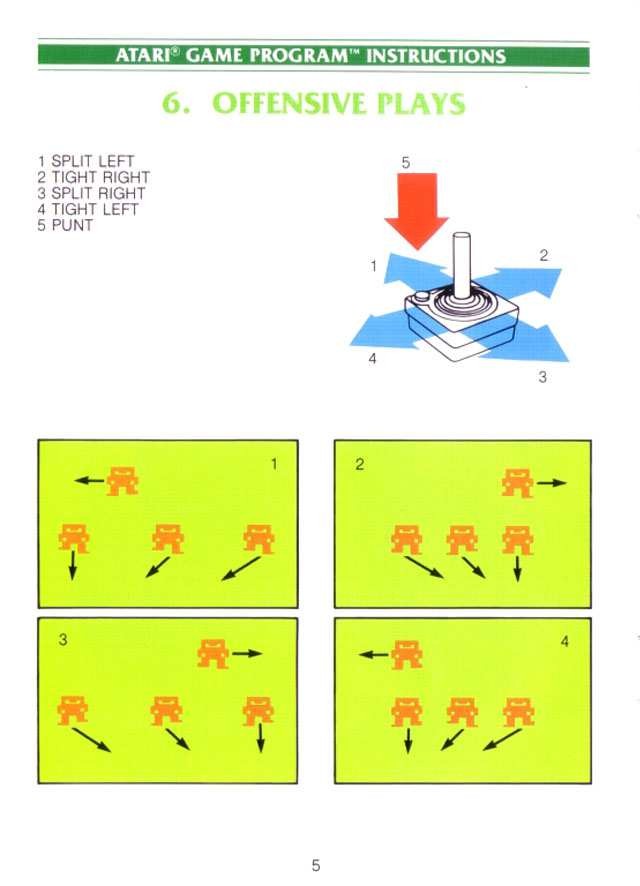 ATARI® GAME PROGRAM™ INSTRUCTIONS
6. OFFENSIVE PLAYS
1 SPLIT LEFT
2 TIGHT RIGHT
3 SPLIT RIGHT
4 TIGHT LEFT
5 PUNT
5
1
2
4
3
1
2
3
4
5